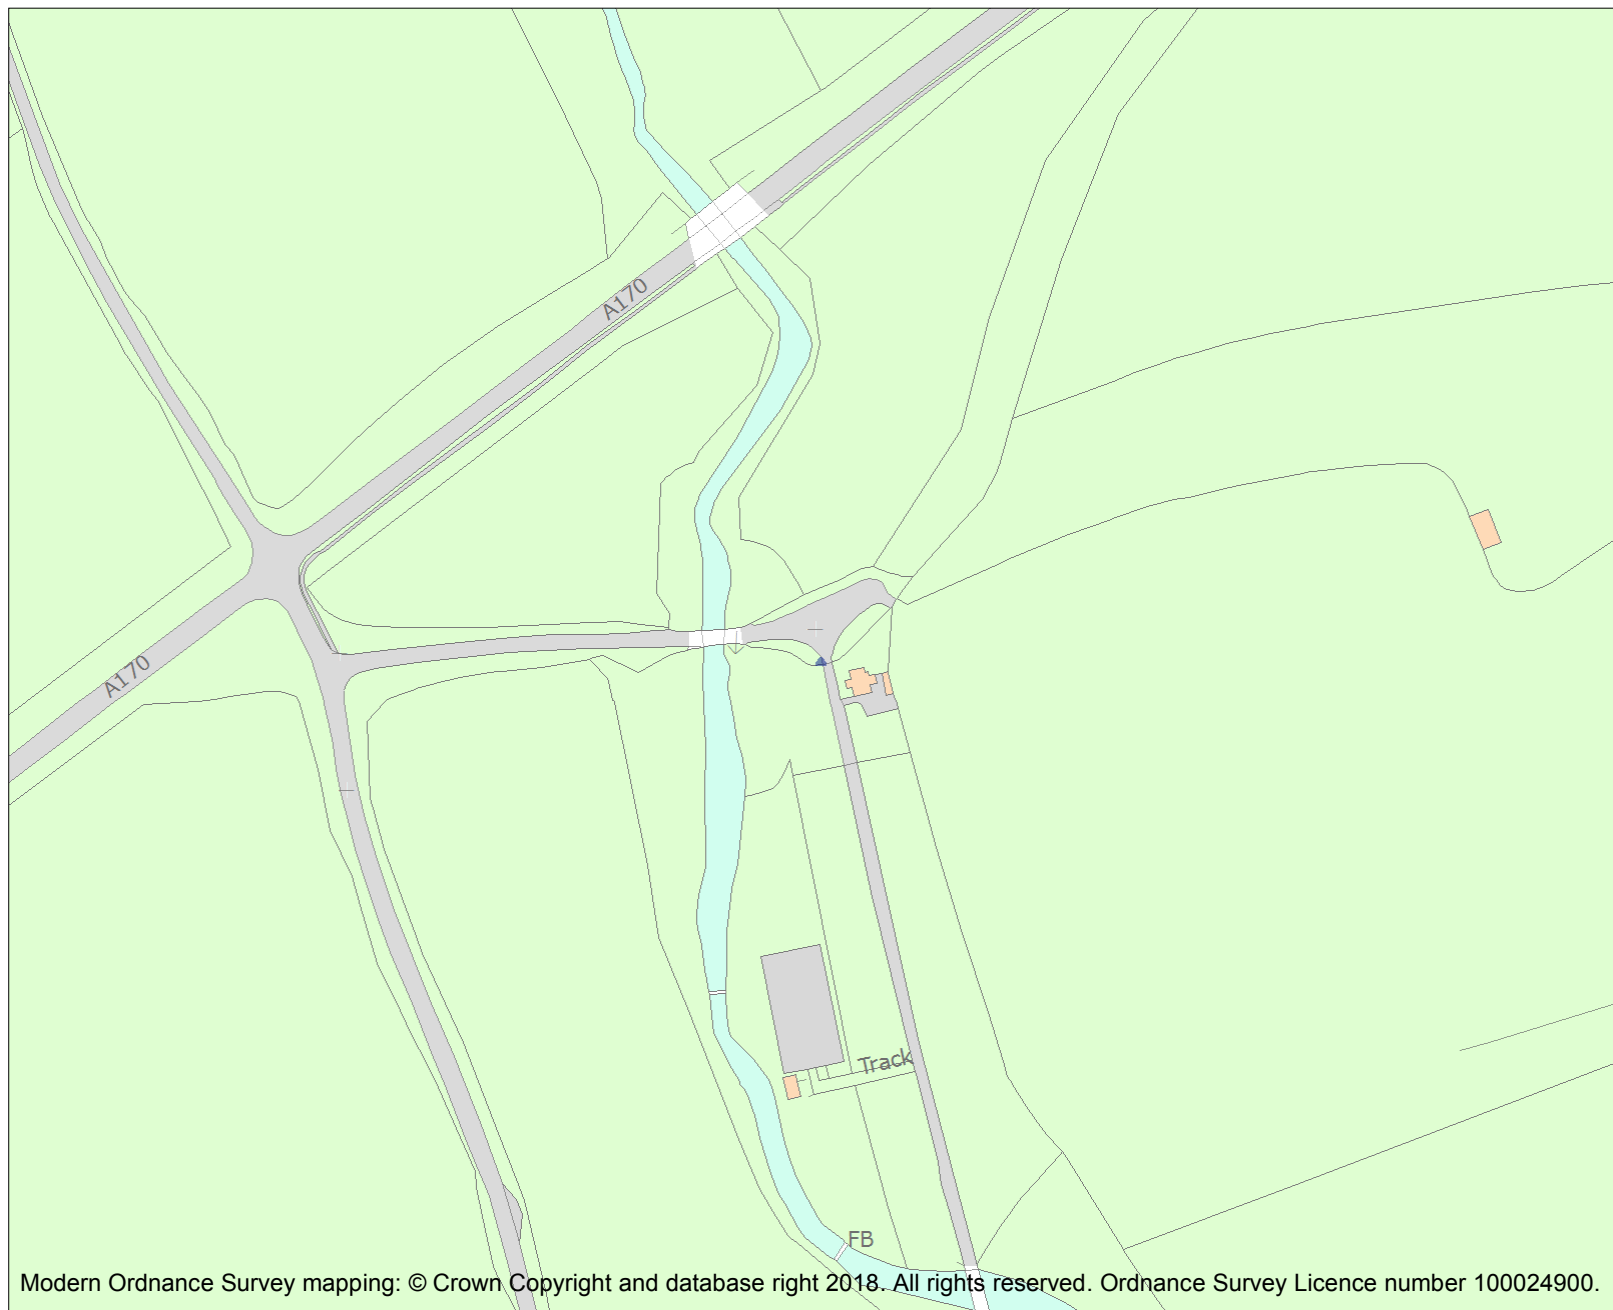 A170
A170
Track
FB
Modern Ordnance Survey mapping: © Crown Copyright and database right 2018. All rights reserved. Ordnance Survey Licence number 100024900.